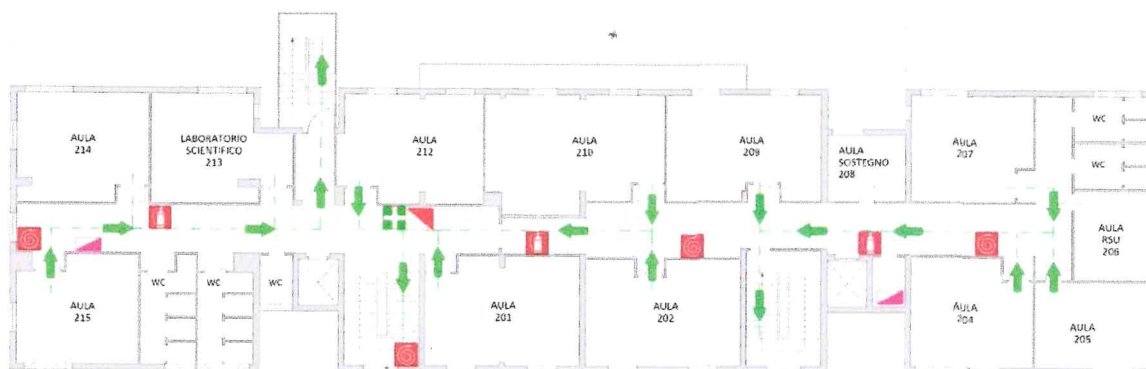 AULA
214
LABORATORIO
SCIENTIFICO
213
AULA
212
AULA
210
AULA
209
AULA
SOSTEGNO
208
AULA
207
WC
WC
AULA
RSU
206
AULA
215
WC
WC
WC
AULA
201
AULA
202
AULA
204
AULA
205